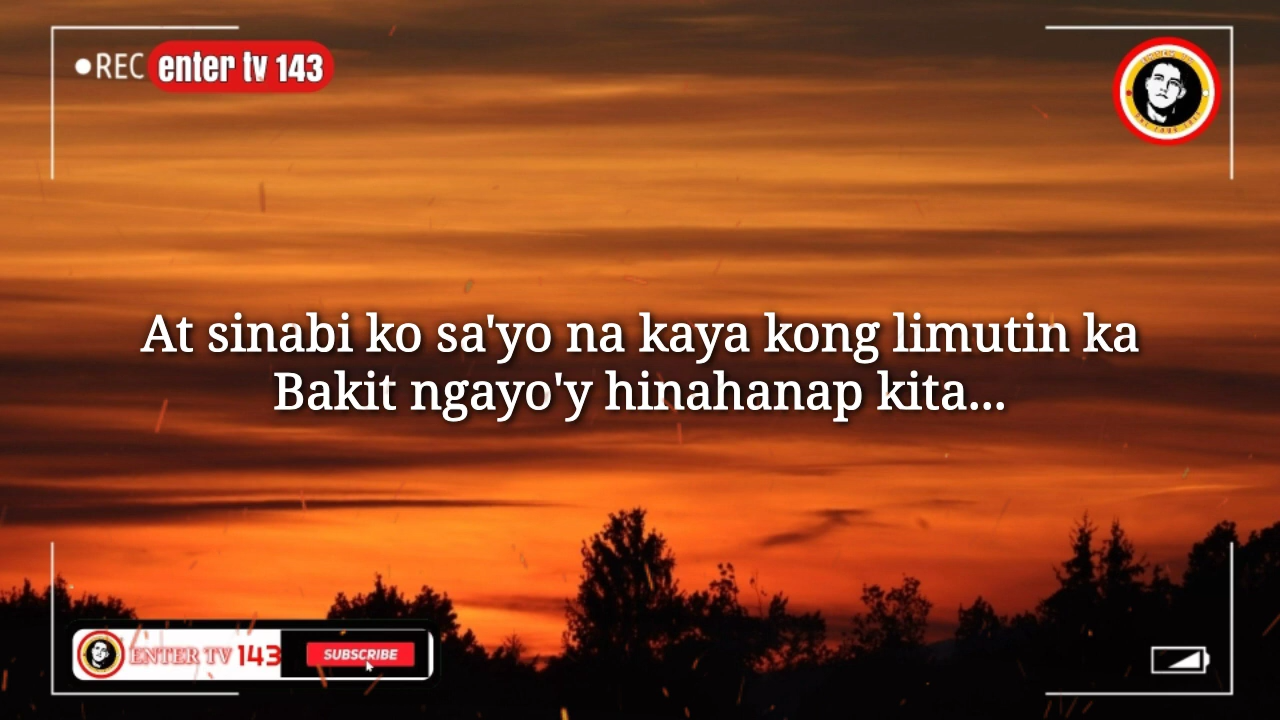 REC enter tv 143
At sinabi ko sa'yo na kaya kong limutin ka
Bakit ngayo'y hinahanap kita...
ENTER TV 143 SUBSCRIBE